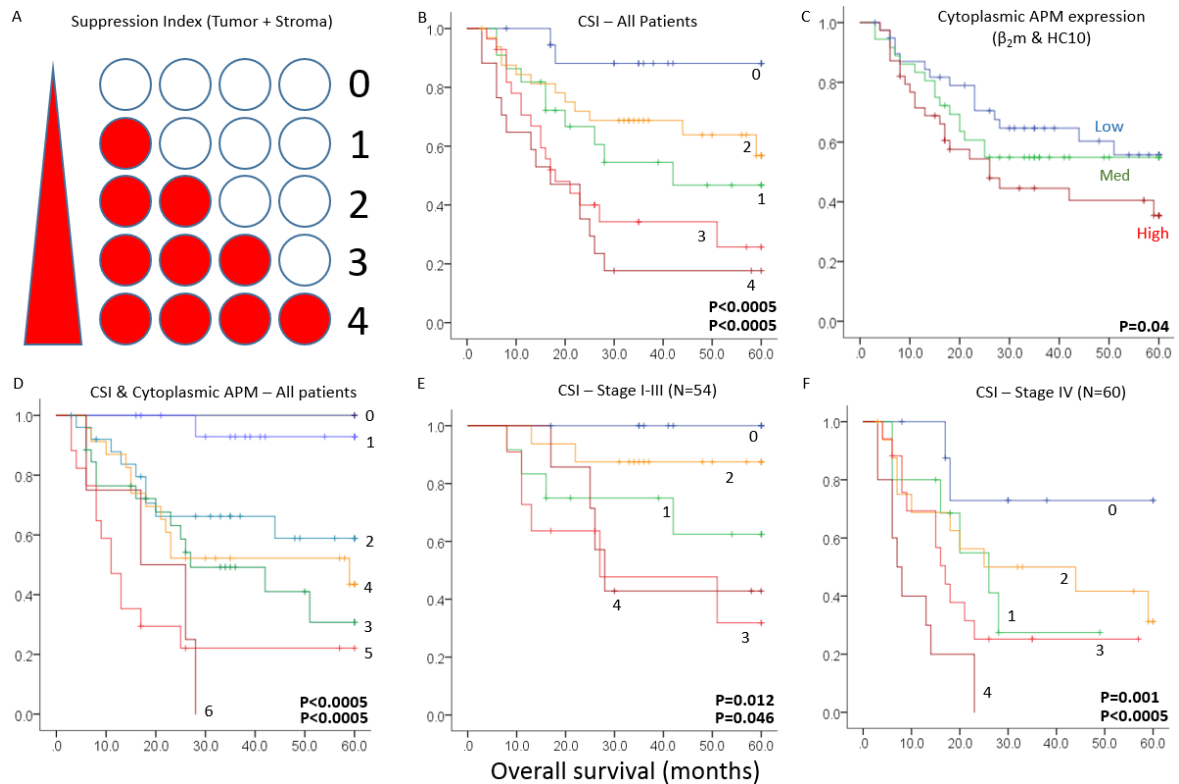 A
Suppression Index (Tumor + Stroma)
0
1
2
3
4
B
CSI – All Patients
1.0
0.8
0.6
0.4
0.2
0.0
0
2
1
3
4
P<0.0005
P<0.0005
.0 10.0 20.0 30.0 40.0 50.0 60.0
C
Cytoplasmic APM expression
(β₂m & HC10)
1.0
0.8
0.6
0.4
0.2
0.0
Low
Med
High
P=0.04
.0 10.0 20.0 30.0 40.0 50.0 60.0
D
CSI & Cytoplasmic APM – All patients
1.0
0.8
0.6
0.4
0.2
0.0
0
1
2
4
3
5
6
P<0.0005
P<0.0005
.0 10.0 20.0 30.0 40.0 50.0 60.0
E
CSI – Stage I-III (N=54)
1.0
0.8
0.6
0.4
0.2
0.0
0
2
1
4
3
P=0.012
P=0.046
.0 10.0 20.0 30.0 40.0 50.0 60.0
F
CSI – Stage IV (N=60)
1.0
0.8
0.6
0.4
0.2
0.0
0
2
1
3
4
P=0.001
P<0.0005
.0 10.0 20.0 30.0 40.0 50.0 60.0
Overall survival (months)